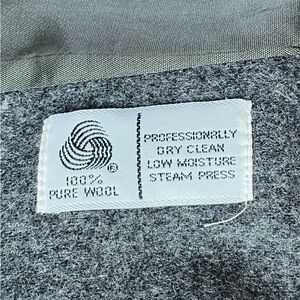 ®
100%
PURE WOOL
PROFESSIONALLY
DRY CLEAN
LOW MOISTURE
STEAM PRESS